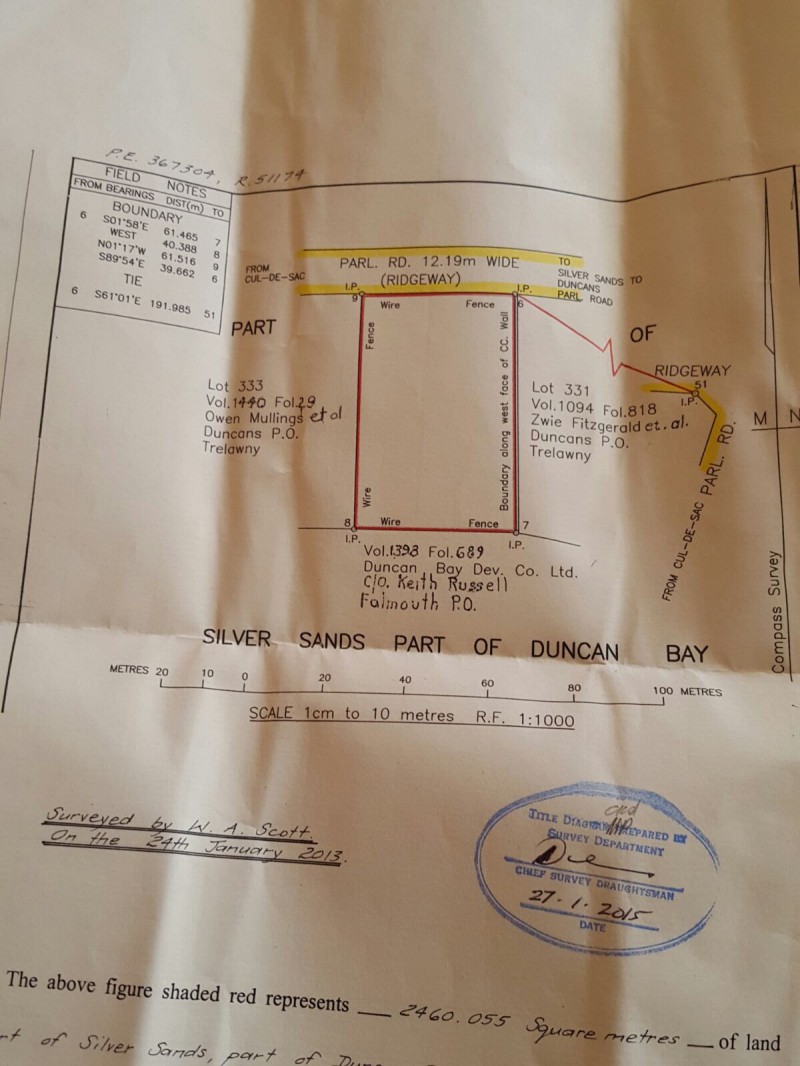 P.E. 367304, R.51174
FIELD NOTES
FROM BEARINGS DIST(m) TO
BOUNDARY
6 S01°58'E 61.465 7
WEST 40.388 8
N01°17'W 61.516 9
S89°54'E 39.662 6
TIE
6 S61°01'E 191.985 51
FROM
CUL-DE-SAC
PARL. RD. 12.19m WIDE
(RIDGEWAY)
TO
SILVER SANDS TO
DUNCANS
PARL ROAD
I.P.
9
I.P.
6
Wire Fence
Fence
Wire
Boundary along west face of CC. Wall
PART OF
Lot 333
Vol.1440 Fol.29
Owen Mullings et al
Duncans P.O.
Trelawny
Lot 331
Vol.1094 Fol.818
Zwie Fitzgerald et. al.
Duncans P.O.
Trelawny
RIDGEWAY
51
I.P.
FROM CUL-DE-SAC PARL. RD.
M N
Compass Survey
8
I.P.
Wire Fence
7
I.P.
Vol.1398 Fol.689
Duncan Bay Dev. Co. Ltd.
C/O. Keith Russell
Falmouth P.O.
SILVER SANDS PART OF DUNCAN BAY
METRES 20 10 0 20 40 60 80 100 METRES
SCALE 1cm to 10 metres R.F. 1:1000
Surveyed by W. A. Scott.
On the 24th January 2013.
TITLE DIAGRAM PREPARED BY
SURVEY DEPARTMENT
CHIEF SURVEY DRAUGHTSMAN
27.1.2015
DATE
The above figure shaded red represents 2460.055 Square metres of land
of Silver Sands, part of